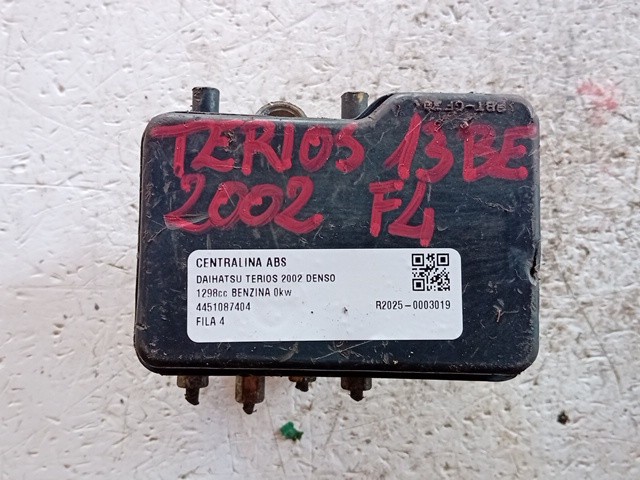 TERIOS 13 BE
2002 F4
CENTRALINA ABS
DAIHATSU TERIOS 2002 DENSO
1298cc BENZINA 0kw
4451087404
R2025-0003019
FILA 4